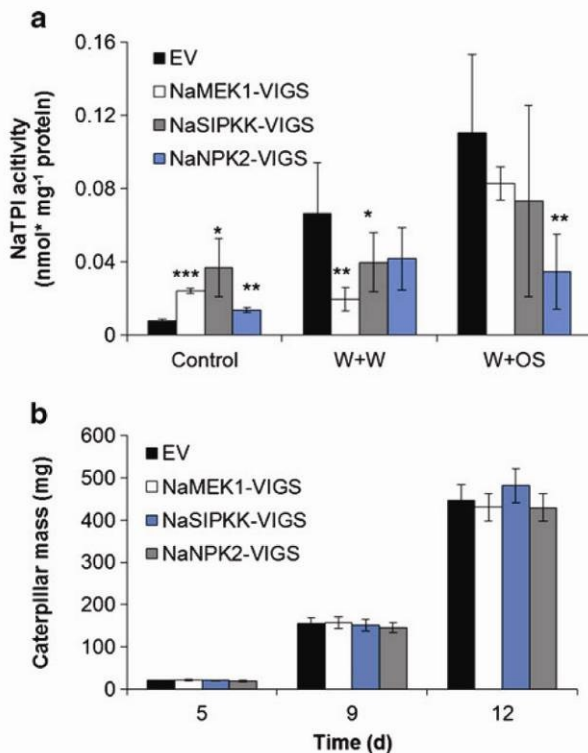 a
NaTPI acitivity
(nmol* mg-1 protein)
0.16
0.12
0.08
0.04
0
EV
NaMEK1-VIGS
NaSIPKK-VIGS
NaNPK2-VIGS
***
*
**
**
*
**
Control
W+W
W+OS
b
Caterpillar mass (mg)
600
500
400
300
200
100
0
EV
NaMEK1-VIGS
NaSIPKK-VIGS
NaNPK2-VIGS
5
9
12
Time (d)